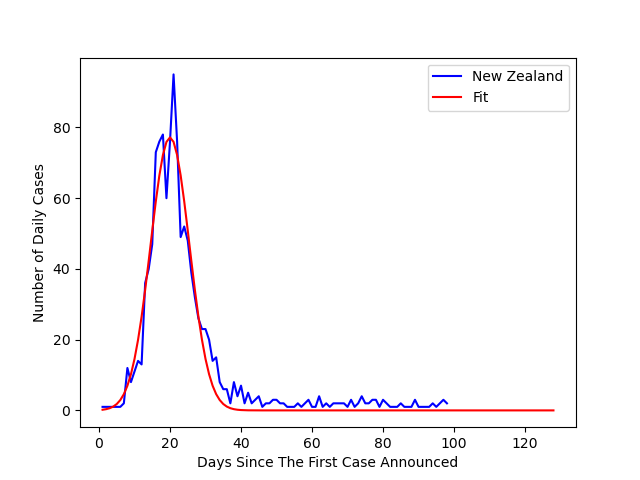 New Zealand
Fit
Number of Daily Cases
80
60
40
20
0
0 20 40 60 80 100 120
Days Since The First Case Announced